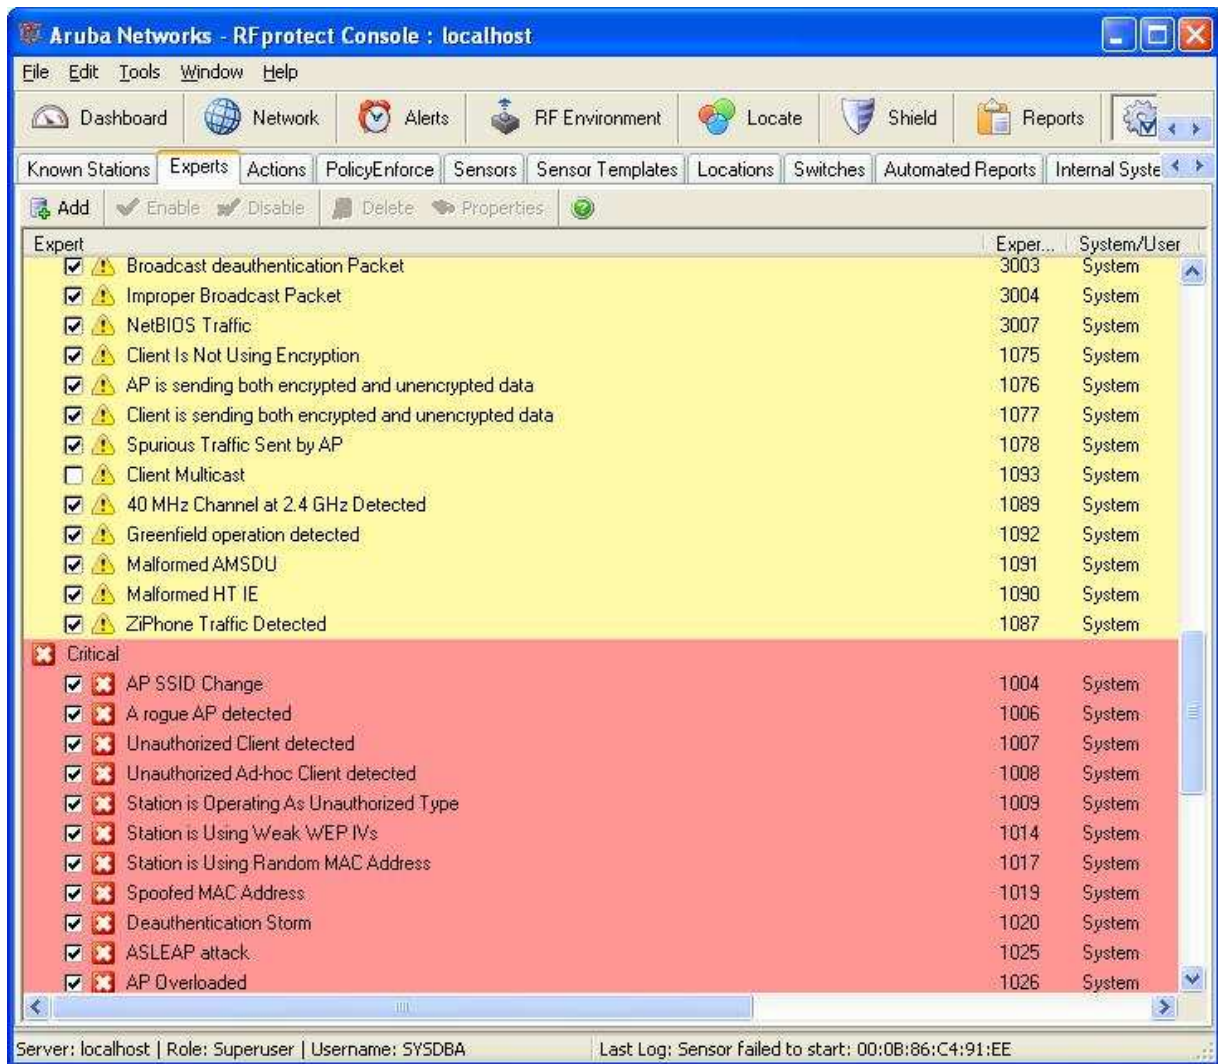 Aruba Networks - RFprotect Console : localhost
File Edit Tools Window Help
Dashboard Network Alerts RF Environment Locate Shield Reports
Known Stations Experts Actions PolicyEnforce Sensors Sensor Templates Locations Switches Automated Reports Internal Syste
Add Enable Disable Delete Properties
Expert Exper... System/User
Broadcast deauthentication Packet 3003 System
Improper Broadcast Packet 3004 System
NetBIOS Traffic 3007 System
Client Is Not Using Encryption 1075 System
AP is sending both encrypted and unencrypted data 1076 System
Client is sending both encrypted and unencrypted data 1077 System
Spurious Traffic Sent by AP 1078 System
Client Multicast 1093 System
40 MHz Channel at 2.4 GHz Detected 1089 System
Greenfield operation detected 1092 System
Malformed AMSDU 1091 System
Malformed HT IE 1090 System
ZiPhone Traffic Detected 1087 System
Critical
AP SSID Change 1004 System
A rogue AP detected 1006 System
Unauthorized Client detected 1007 System
Unauthorized Ad-hoc Client detected 1008 System
Station is Operating As Unauthorized Type 1009 System
Station is Using Weak WEP IVs 1014 System
Station is Using Random MAC Address 1017 System
Spoofed MAC Address 1019 System
Deauthentication Storm 1020 System
ASLEAP attack 1025 System
AP Overloaded 1026 System
Server: localhost | Role: Superuser | Username: SYSDBA Last Log: Sensor failed to start: 00:0B:86:C4:91:EE